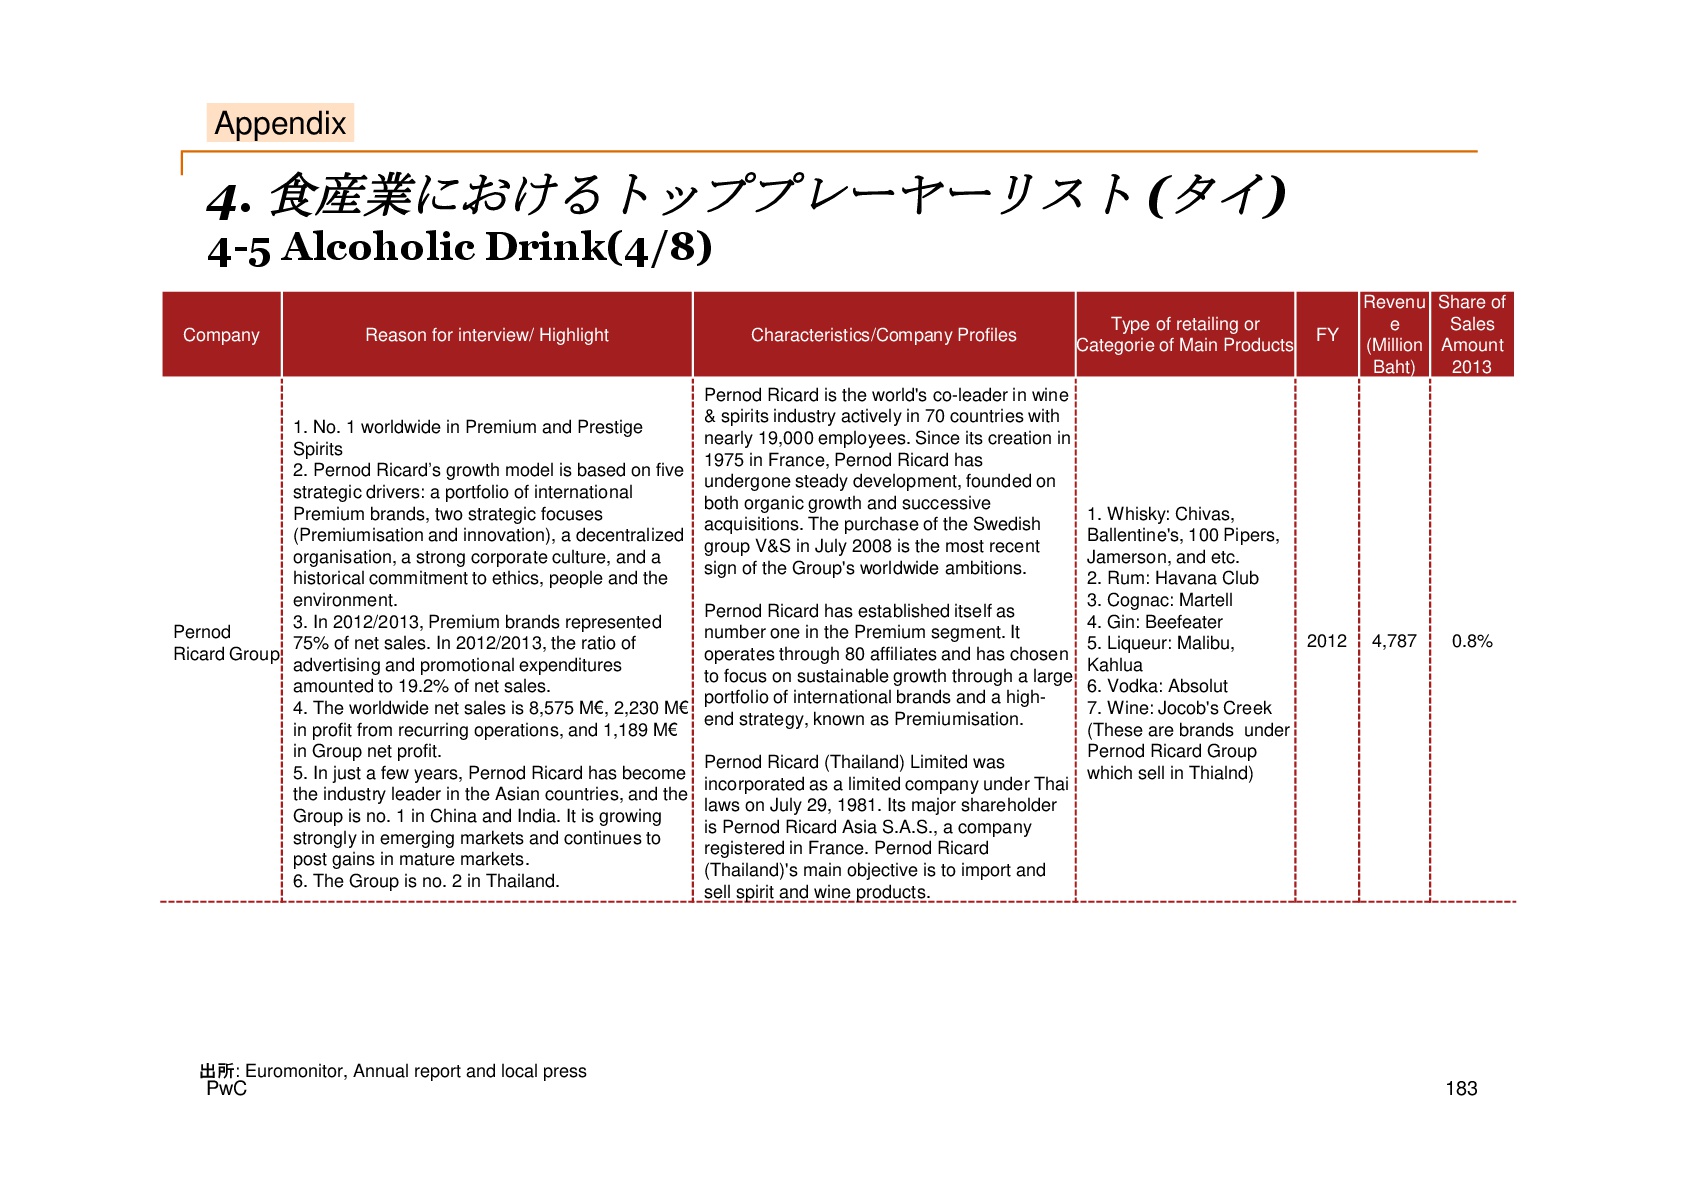 Appendix
4. 食産業におけるトッププレーヤーリスト(タイ)
4-5 Alcoholic Drink(4/8)
Company
Reason for interview/ Highlight
Characteristics/Company Profiles
Type of retailing or
Categorie of Main Products
FY
Revenu
e
(Million
Baht)
Share of
Sales
Amount
2013
Pernod
Ricard Group
1. No. 1 worldwide in Premium and Prestige
Spirits
2. Pernod Ricard’s growth model is based on five
strategic drivers: a portfolio of international
Premium brands, two strategic focuses
(Premiumisation and innovation), a decentralized
organisation, a strong corporate culture, and a
historical commitment to ethics, people and the
environment.
3. In 2012/2013, Premium brands represented
75% of net sales. In 2012/2013, the ratio of
advertising and promotional expenditures
amounted to 19.2% of net sales.
4. The worldwide net sales is 8,575 M€, 2,230 M€
in profit from recurring operations, and 1,189 M€
in Group net profit.
5. In just a few years, Pernod Ricard has become
the industry leader in the Asian countries, and the
Group is no. 1 in China and India. It is growing
strongly in emerging markets and continues to
post gains in mature markets.
6. The Group is no. 2 in Thailand.
Pernod Ricard is the world's co-leader in wine
& spirits industry actively in 70 countries with
nearly 19,000 employees. Since its creation in
1975 in France, Pernod Ricard has
undergone steady development, founded on
both organic growth and successive
acquisitions. The purchase of the Swedish
group V&S in July 2008 is the most recent
sign of the Group's worldwide ambitions.
Pernod Ricard has established itself as
number one in the Premium segment. It
operates through 80 affiliates and has chosen
to focus on sustainable growth through a large
portfolio of international brands and a high-
end strategy, known as Premiumisation.
Pernod Ricard (Thailand) Limited was
incorporated as a limited company under Thai
laws on July 29, 1981. Its major shareholder
is Pernod Ricard Asia S.A.S., a company
registered in France. Pernod Ricard
(Thailand)'s main objective is to import and
sell spirit and wine products.
1. Whisky: Chivas,
Ballentine's, 100 Pipers,
Jamerson, and etc.
2. Rum: Havana Club
3. Cognac: Martell
4. Gin: Beefeater
5. Liqueur: Malibu,
Kahlua
6. Vodka: Absolut
7. Wine: Jocob's Creek
(These are brands under
Pernod Ricard Group
which sell in Thialnd)
2012
4,787
0.8%
出所: Euromonitor, Annual report and local press
PwC
183